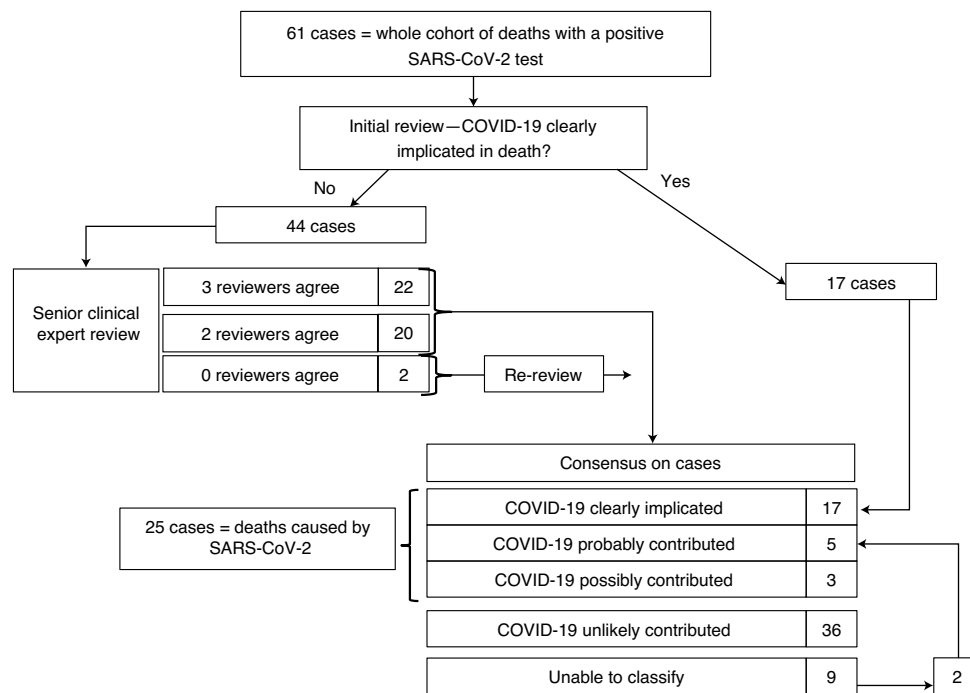 61 cases = whole cohort of deaths with a positive
SARS-CoV-2 test
Initial review—COVID-19 clearly
implicated in death?
No
Yes
44 cases
17 cases
Senior clinical
expert review
3 reviewers agree 22
2 reviewers agree 20
0 reviewers agree 2
Re-review
Consensus on cases
25 cases = deaths caused by
SARS-CoV-2
COVID-19 clearly implicated 17
COVID-19 probably contributed 5
COVID-19 possibly contributed 3
COVID-19 unlikely contributed 36
Unable to classify 9
2